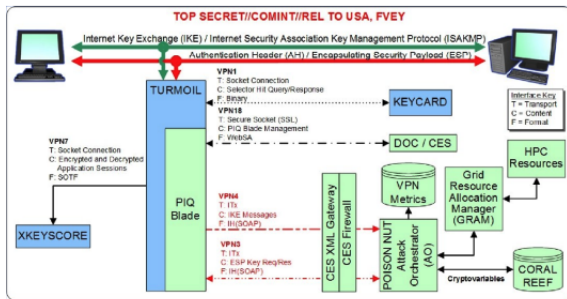 TOP SECRET//COMINT//REL TO USA, FVEY
Internet Key Exchange (IKE) / Internet Security Association Key Management Protocol (ISAKMP)
Authentication Header (AH) / Encapsulating Security Payload (ESP)
TURMOIL
VPN1
T: Socket Connection
C: Selector Hit Query/Response
F: Binary
KEYCARD
Interface Key
T = Transport
C = Content
F = Format
VPN18
T: Secure Socket (SSL)
C: PIQ Blade Management
F: WebSA
DOC / CES
VPN7
T: Socket Connection
C: Encrypted and Decrypted
Application Sessions
F: SOTF
XKEYSCORE
PIQ
Blade
VPN4
T: ITx
C: IKE Messages
F: IH(SOAP)
VPN3
T: ITx
C: ESP Key Req/Res
F: IH(SOAP)
CES XML Gateway
CES Firewall
VPN
Metrics
POISON NUT
Attack
Orchestrator
(AO)
Grid
Resource
Allocation
Manager
(GRAM)
HPC
Resources
Cryptovariables
CORAL
REEF